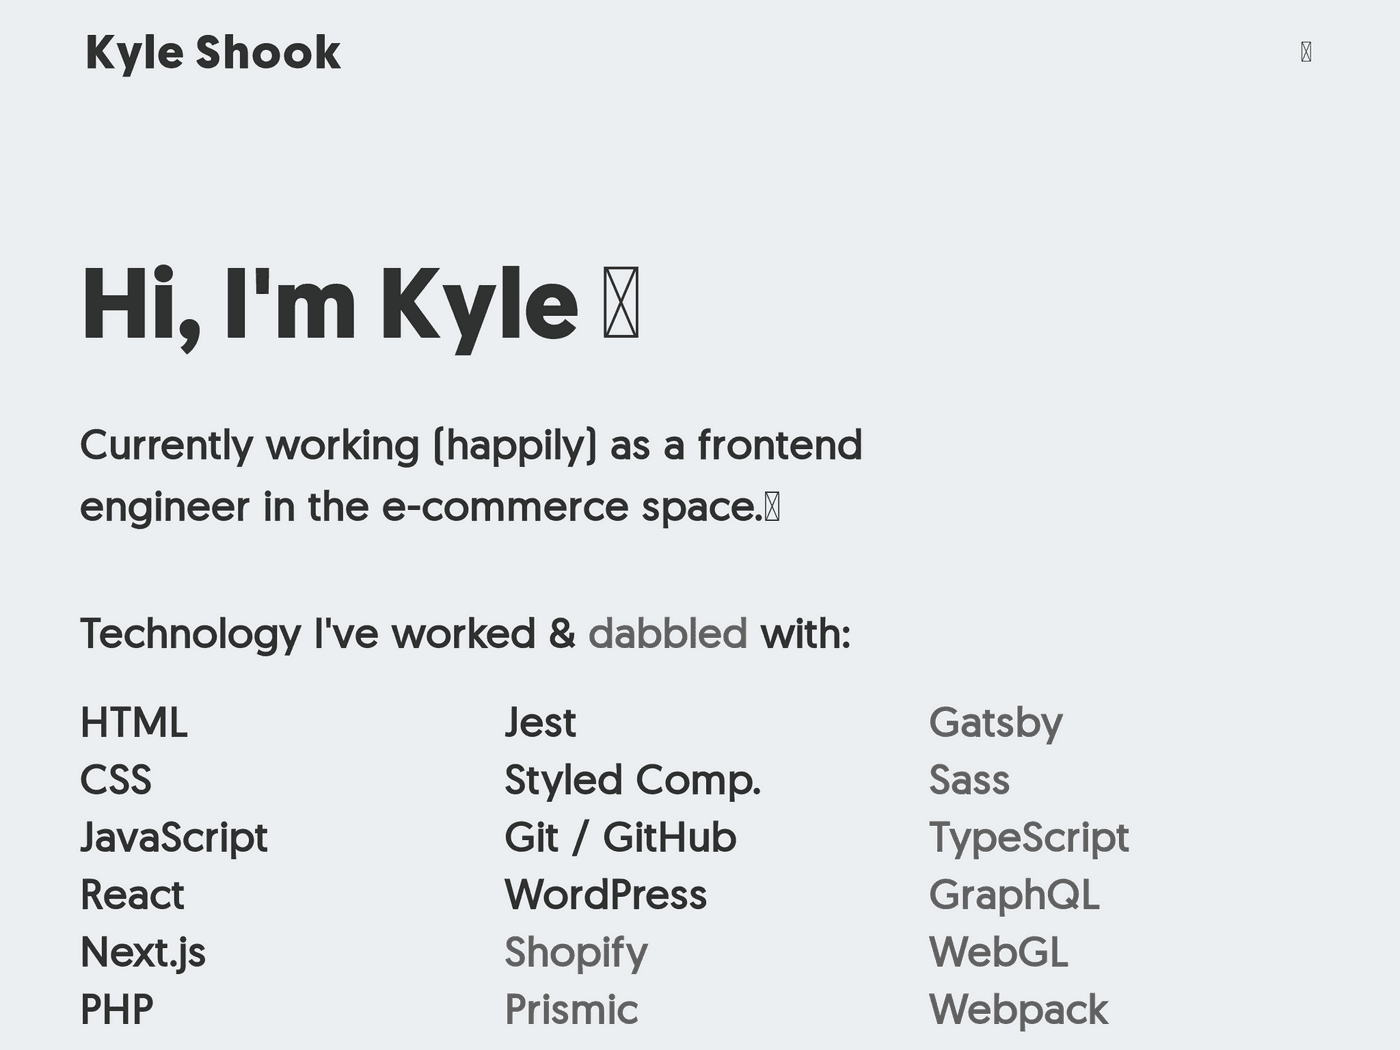 Kyle Shook
Hi, I'm Kyle
Currently working (happily) as a frontend
engineer in the e-commerce space.
Technology I've worked & dabbled with:
HTML
CSS
JavaScript
React
Next.js
PHP
Jest
Styled Comp.
Git / GitHub
WordPress
Shopify
Prismic
Gatsby
Sass
TypeScript
GraphQL
WebGL
Webpack